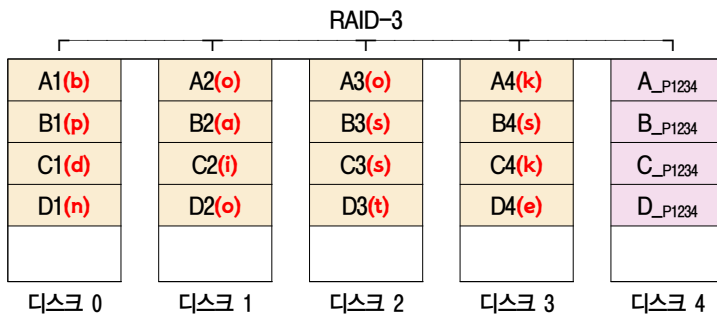 RAID-3
A1(b) A2(o) A3(o) A4(k) A_P1234
B1(p) B2(a) B3(s) B4(s) B_P1234
C1(d) C2(i) C3(s) C4(k) C_P1234
D1(n) D2(o) D3(t) D4(e) D_P1234
디스크 0 디스크 1 디스크 2 디스크 3 디스크 4